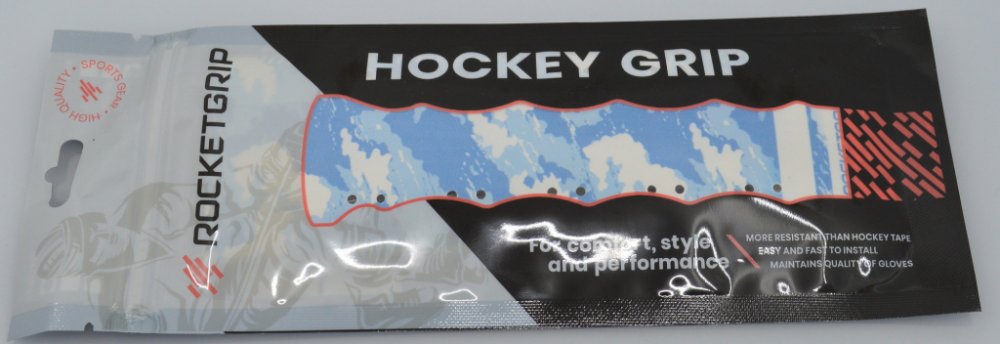 SPORTS GEAR • HIGH QUALITY •
ROCKETGRIP
HOCKEY GRIP
For comfort, style
and performance
MORE RESISTANT THAN HOCKEY TAPE
EASY AND FAST TO INSTALL
MAINTAINS QUALITY OF GLOVES